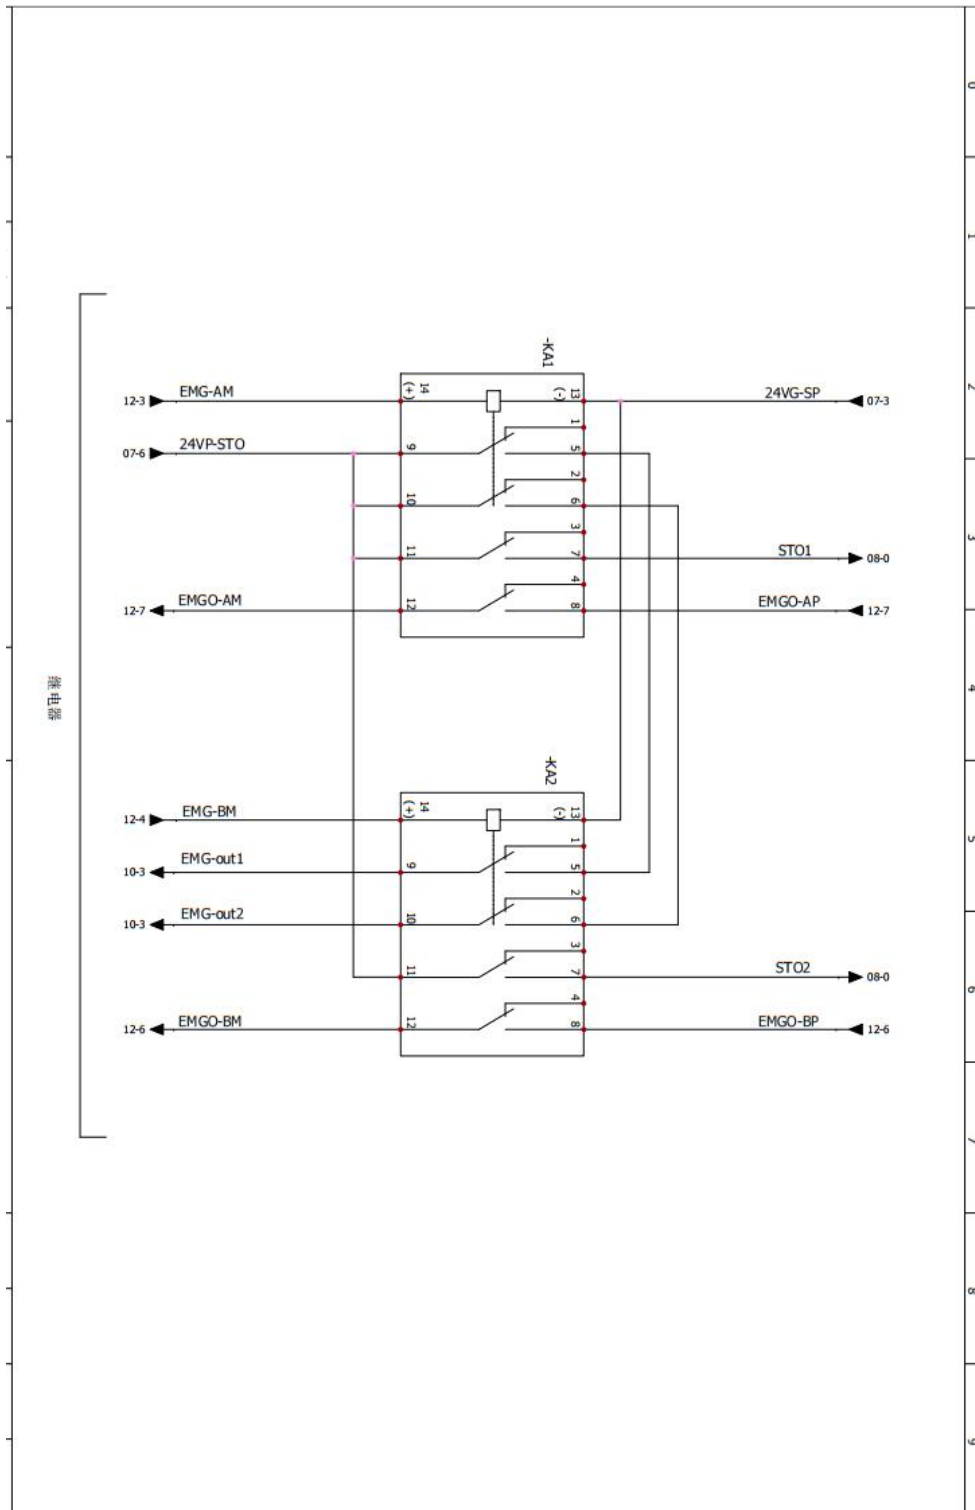 0
1
2
3
4
5
6
7
8
9
-KA1
12-3 EMG-AM 14 (+) 13 (-) 24VG-SP 07-3
1
07-6 24VP-STO 9 5
2
10 6
3
11 7 STO1 08-0
4
12-7 EMGO-AM 12 8 EMGO-AP 12-7
继电器
-KA2
12-4 EMG-BM 14 (+) 13 (-)
1
10-3 EMG-out1 9 5
2
10-3 EMG-out2 10 6
3
11 7 STO2 08-0
4
12-6 EMGO-BM 12 8 EMGO-BP 12-6